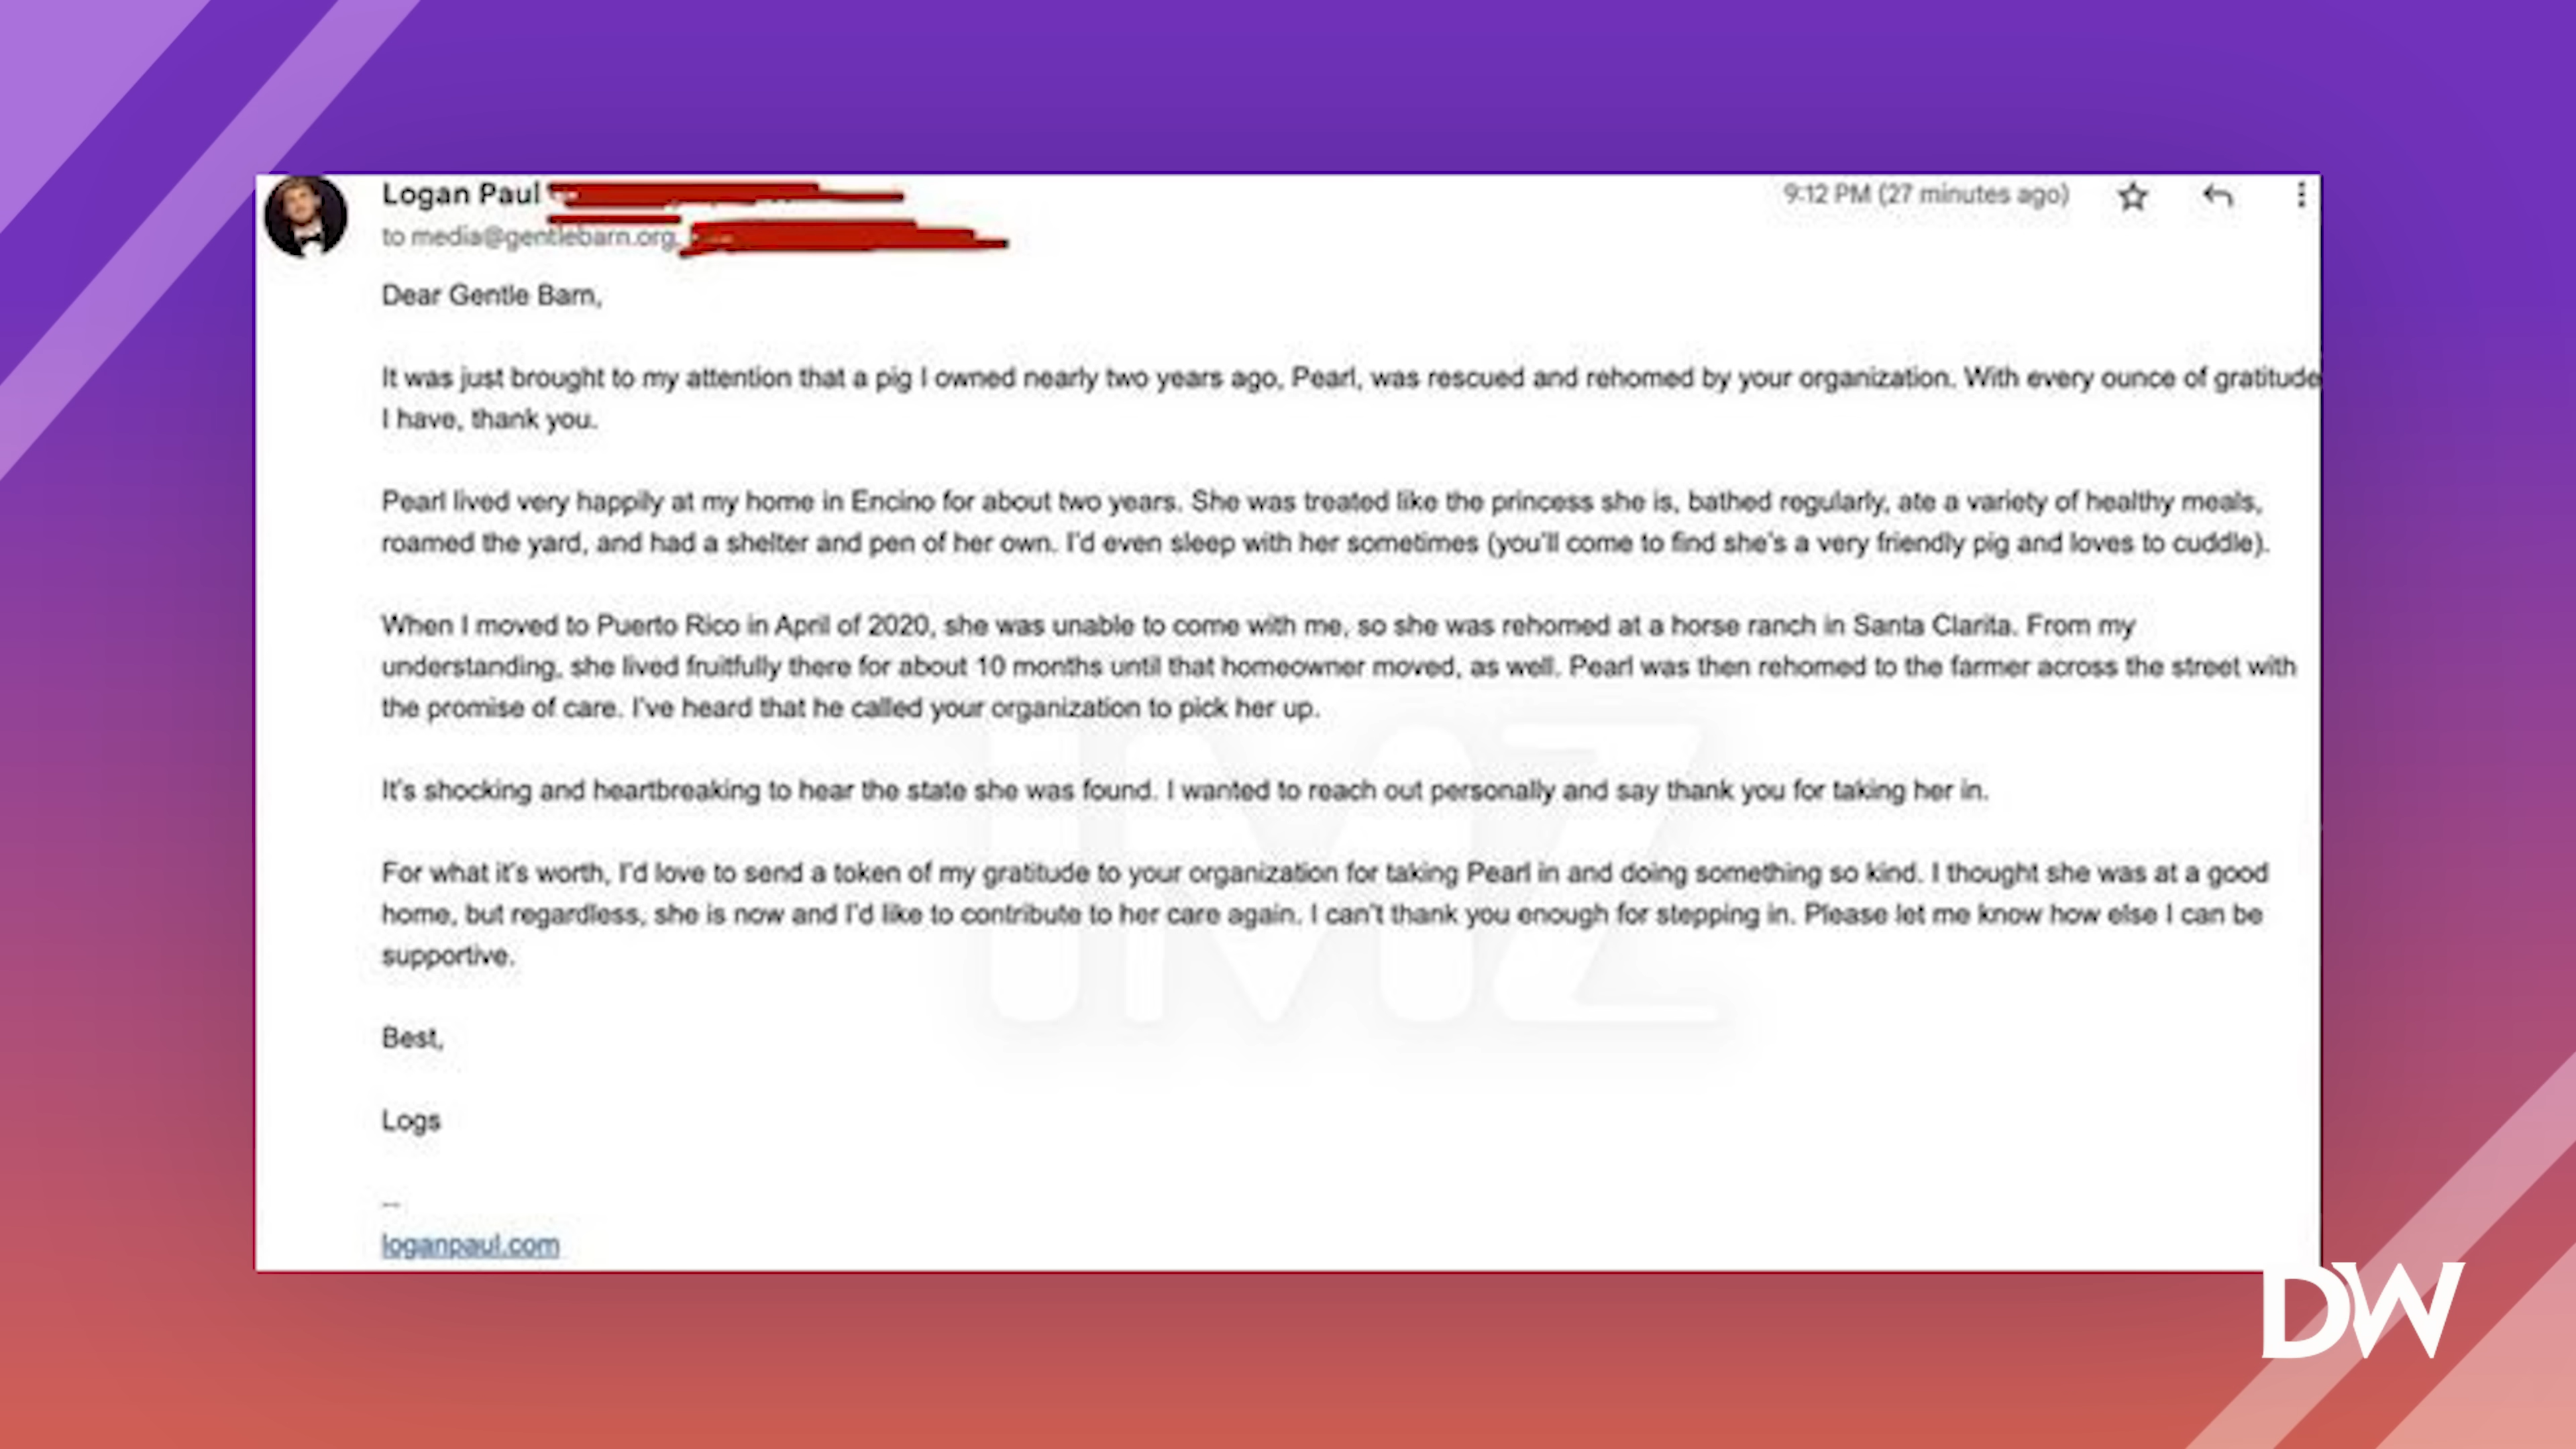 Logan Paul
9:12 PM (27 minutes ago)
to media@gentlebarn.org,
Dear Gentle Barn,
It was just brought to my attention that a pig I owned nearly two years ago, Pearl, was rescued and rehomed by your organization. With every ounce of gratitude
I have, thank you.
Pearl lived very happily at my home in Encino for about two years. She was treated like the princess she is, bathed regularly, ate a variety of healthy meals,
roamed the yard, and had a shelter and pen of her own. I'd even sleep with her sometimes (you'll come to find she's a very friendly pig and loves to cuddle).
When I moved to Puerto Rico in April of 2020, she was unable to come with me, so she was rehomed at a horse ranch in Santa Clarita. From my
understanding, she lived fruitfully there for about 10 months until that homeowner moved, as well. Pearl was then rehomed to the farmer across the street with
the promise of care. I've heard that he called your organization to pick her up.
It's shocking and heartbreaking to hear the state she was found. I wanted to reach out personally and say thank you for taking her in.
For what it's worth, I'd love to send a token of my gratitude to your organization for taking Pearl in and doing something so kind. I thought she was at a good
home, but regardless, she is now and I'd like to contribute to her care again. I can't thank you enough for stepping in. Please let me know how else I can be
supportive.
Best,
Logs
--
loganpaul.com
TMZ
DW